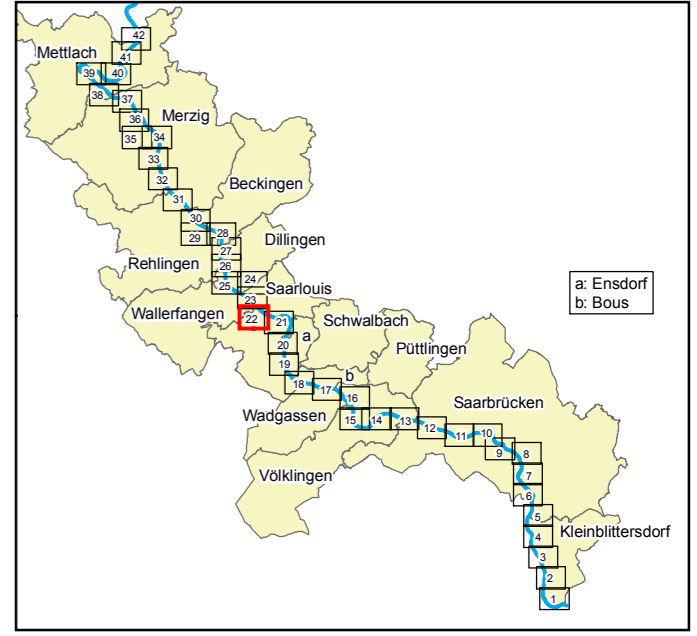 42
Mettlach
41
39
40
38
37
Merzig
36
35
34
33
32
Beckingen
31
30
29
28
Dillingen
27
Rehlingen
26
25
24
Saarlouis
23
a: Ensdorf
b: Bous
Wallerfangen
22
21
Schwalbach
a
20
Püttlingen
19
b
18
17
16
Saarbrücken
Wadgassen
15
14
13
12
11
10
9
8
Völklingen
7
6
5
Kleinblittersdorf
4
3
2
1